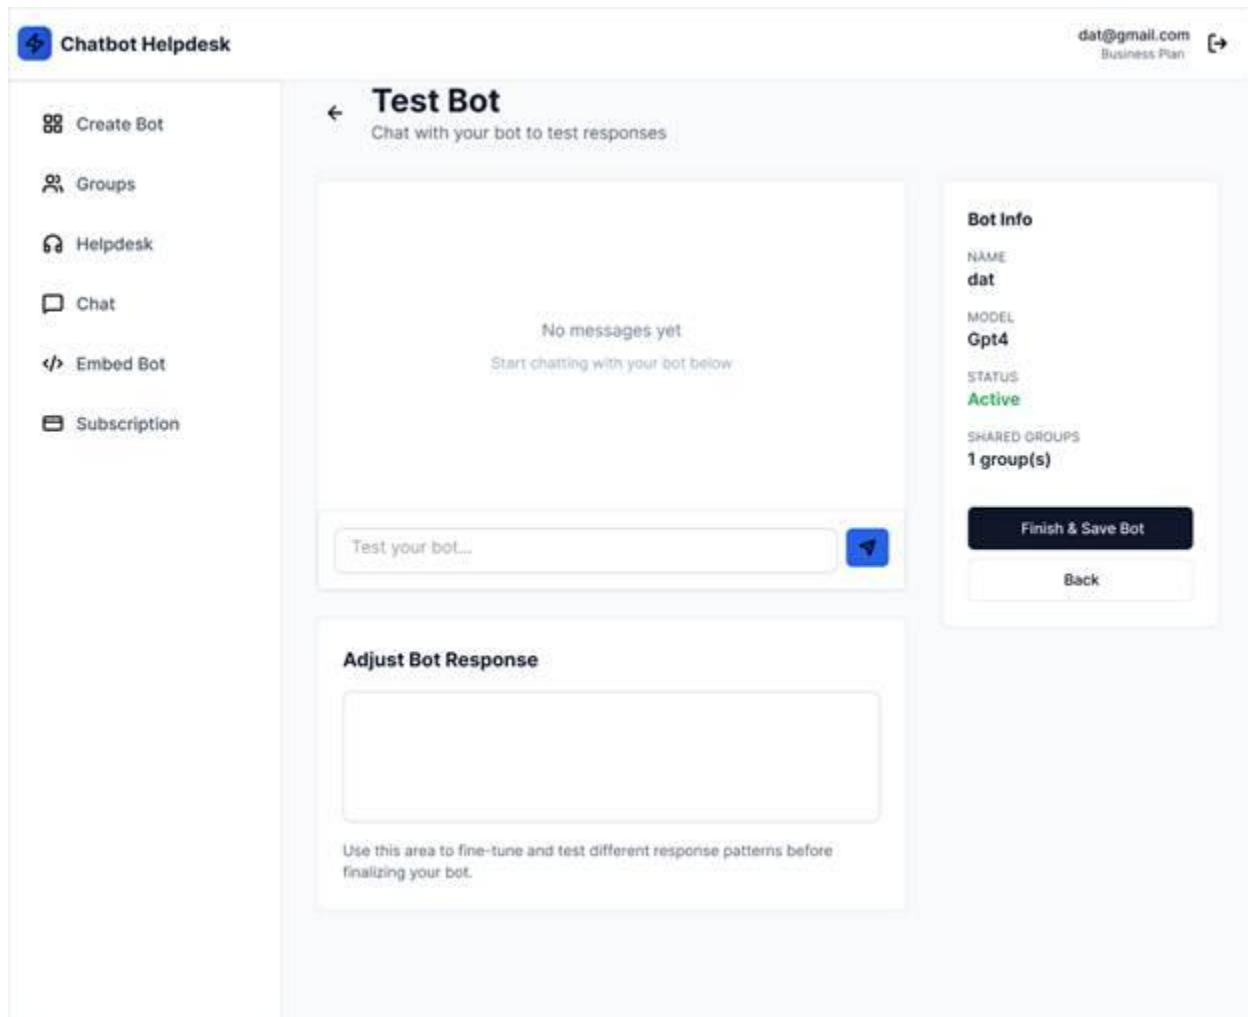 Chatbot Helpdesk
dat@gmail.com
Business Plan
Create Bot
Groups
Helpdesk
Chat
Embed Bot
Subscription
Test Bot
Chat with your bot to test responses
No messages yet
Start chatting with your bot below
Test your bot...
Adjust Bot Response
Use this area to fine-tune and test different response patterns before
finalizing your bot.
Bot Info
NAME
dat
MODEL
Gpt4
STATUS
Active
SHARED GROUPS
1 group(s)
Finish & Save Bot
Back